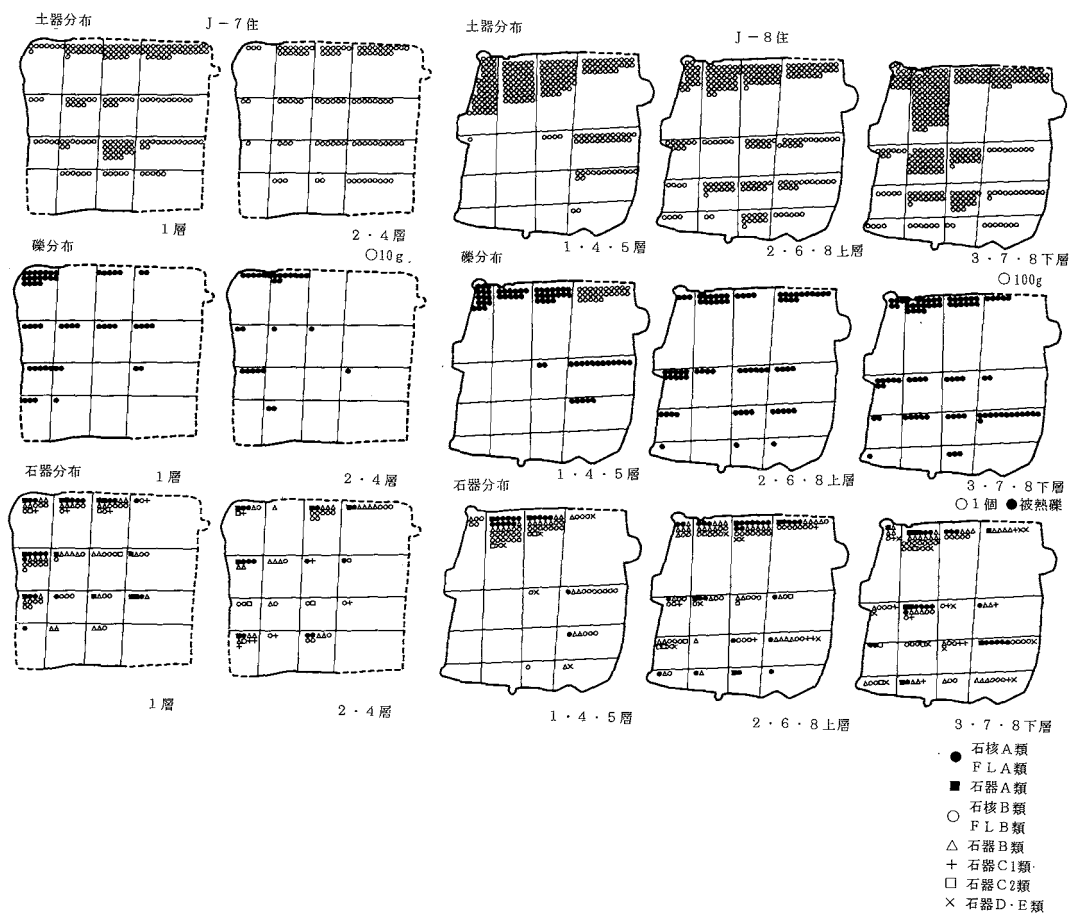 土器分布
J－7住
1層
2・4層
○10g
礫分布
1層
2・4層
石器分布
1層
2・4層
土器分布
J－8住
1・4・5層
2・6・8上層
3・7・8下層
○100g
礫分布
1・4・5層
2・6・8上層
3・7・8下層
○1個 ●被熱礫
石器分布
1・4・5層
2・6・8上層
3・7・8下層
● 石核A類
FLA類
■ 石器A類
○ 石核B類
FLB類
△ 石器B類
＋ 石器C1類
□ 石器C2類
× 石器D・E類